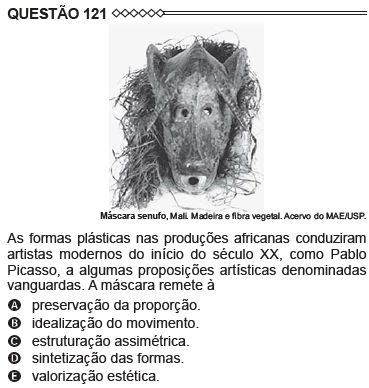 QUESTÃO 121
Máscara senufo, Mali. Madeira e fibra vegetal. Acervo do MAE/USP.
As formas plásticas nas produções africanas conduziram
artistas modernos do início do século XX, como Pablo
Picasso, a algumas proposições artísticas denominadas
vanguardas. A máscara remete à
A preservação da proporção.
B idealização do movimento.
C estruturação assimétrica.
D sintetização das formas.
E valorização estética.